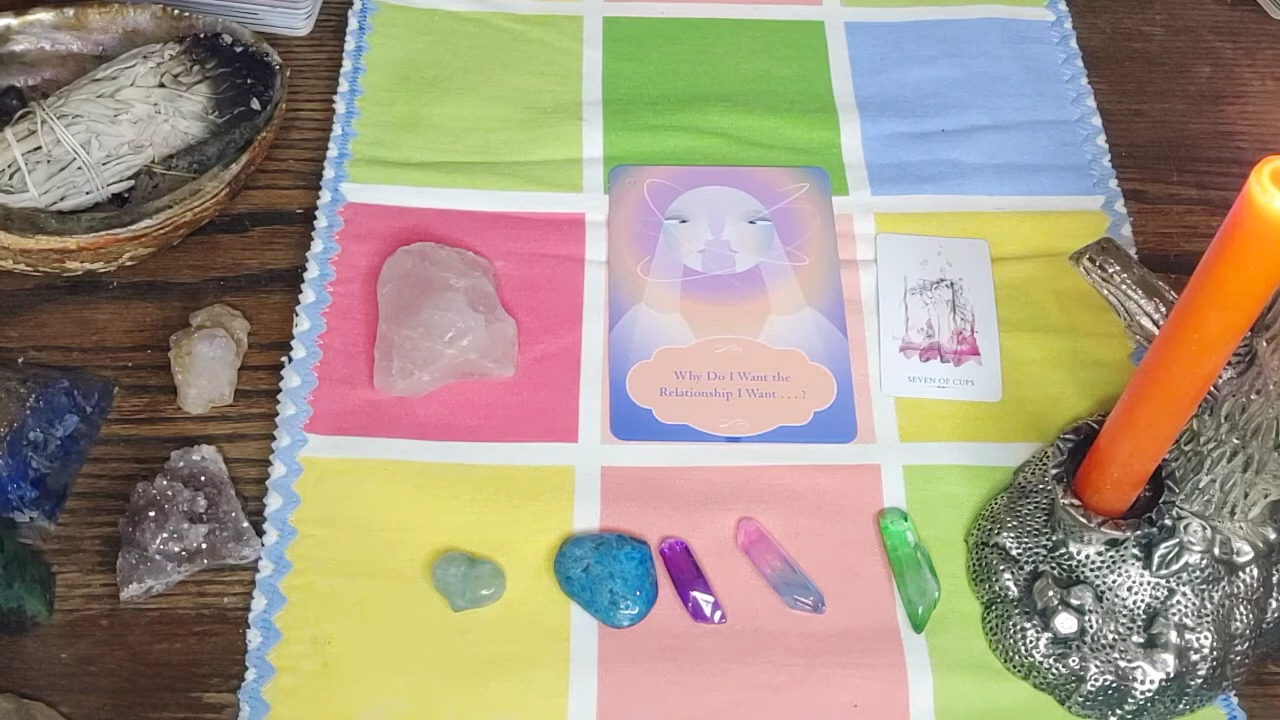 Why Do I Want the
Relationship I Want . . . ?
SEVEN OF CUPS